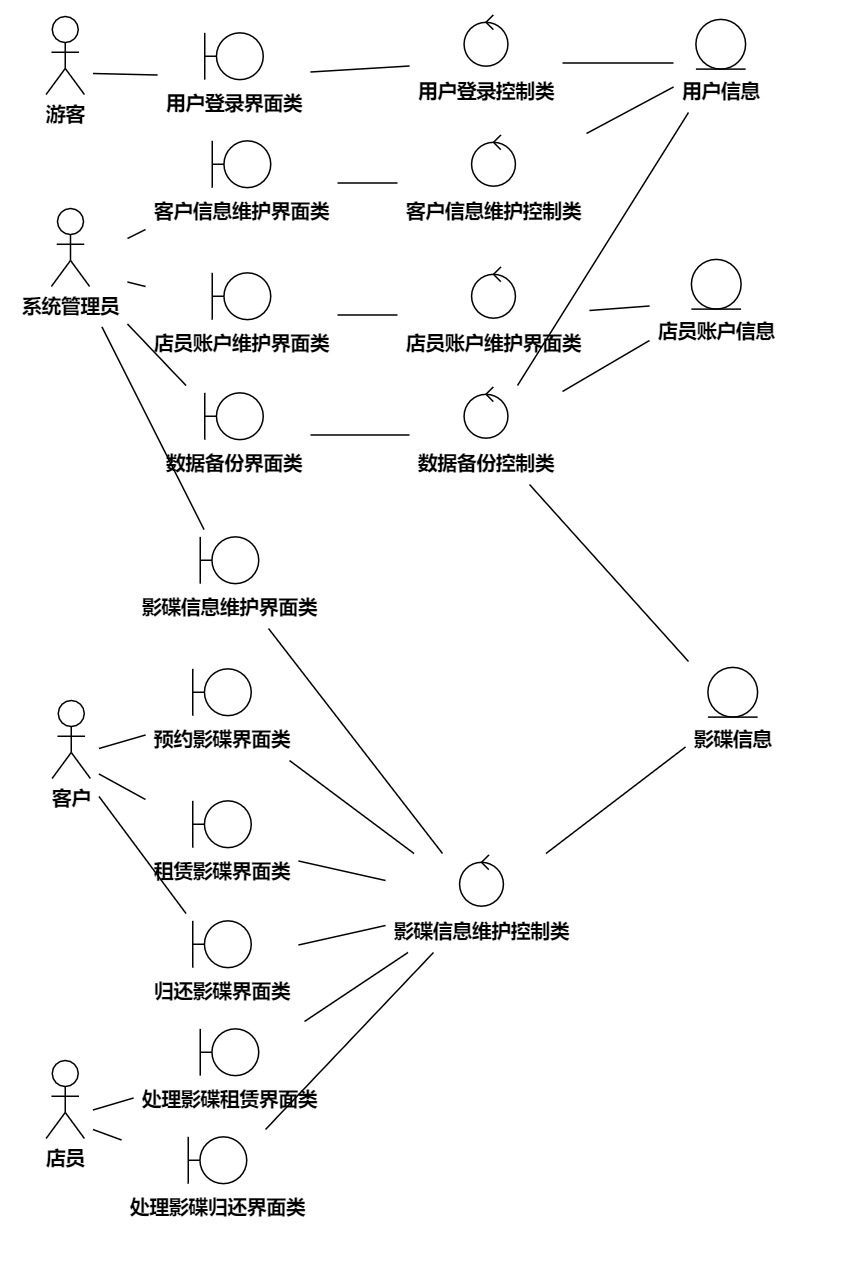 游客
用户登录界面类
用户登录控制类
用户信息
客户信息维护界面类
客户信息维护控制类
系统管理员
店员账户维护界面类
店员账户维护界面类
店员账户信息
数据备份界面类
数据备份控制类
影碟信息维护界面类
预约影碟界面类
影碟信息
客户
租赁影碟界面类
影碟信息维护控制类
归还影碟界面类
处理影碟租赁界面类
店员
处理影碟归还界面类